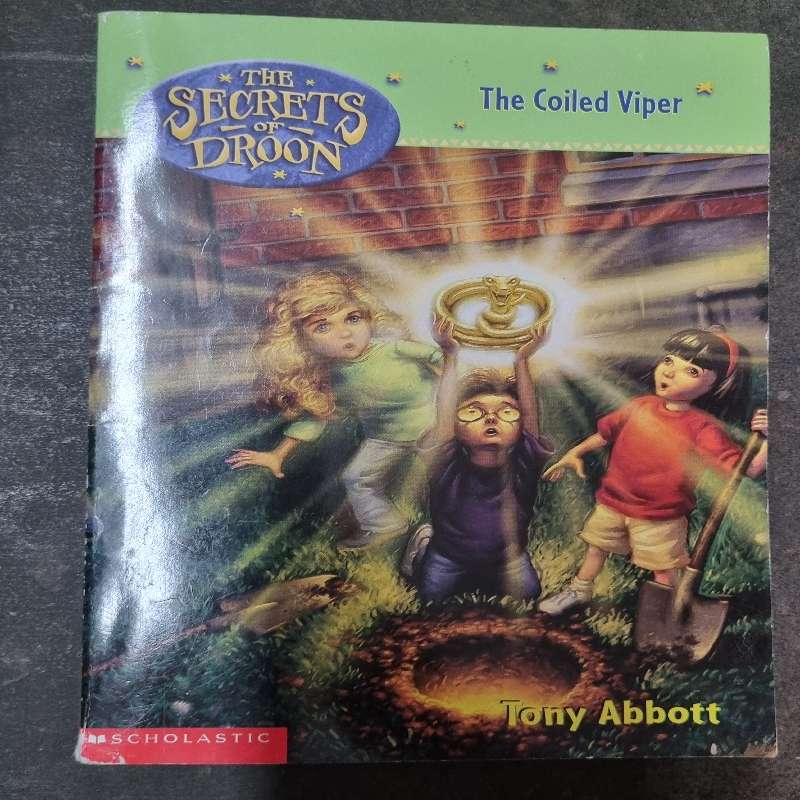 THE
SECRETS
OF
DROON
The Coiled Viper
Tony Abbott
SCHOLASTIC